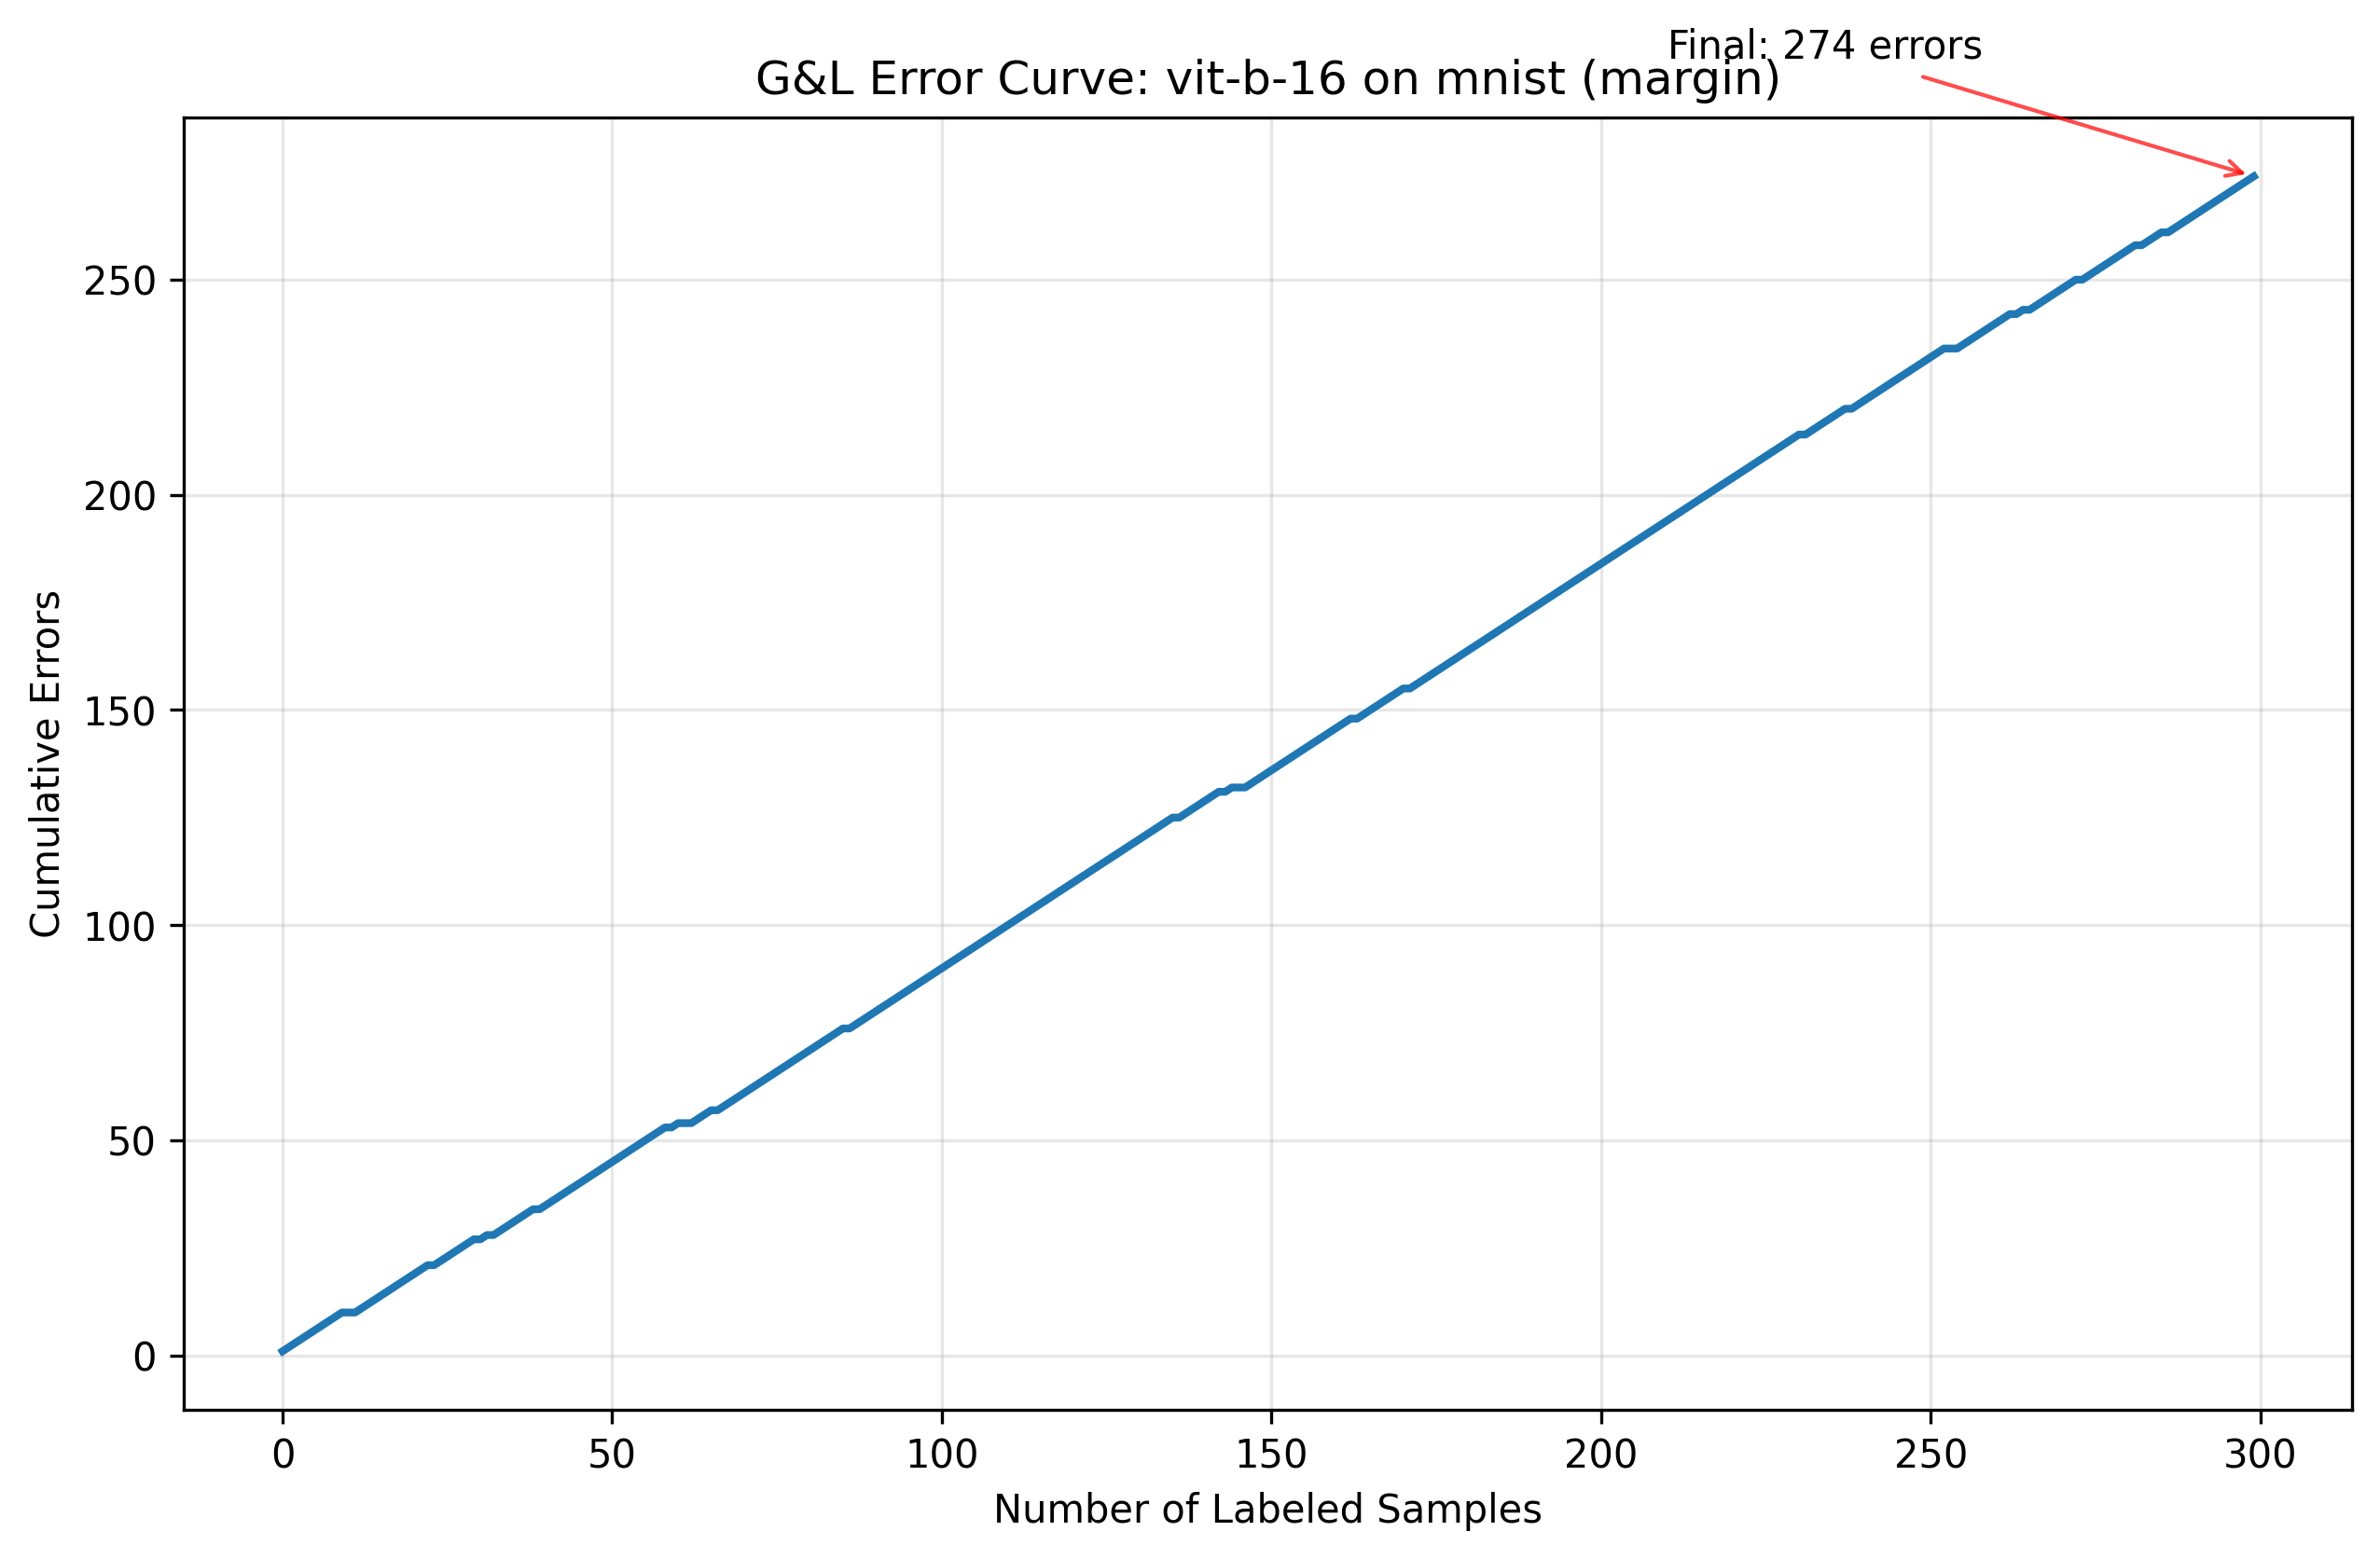 Final: 274 errors
G&L Error Curve: vit-b-16 on mnist (margin)
Cumulative Errors
250
200
150
100
50
0
0 50 100 150 200 250 300
Number of Labeled Samples